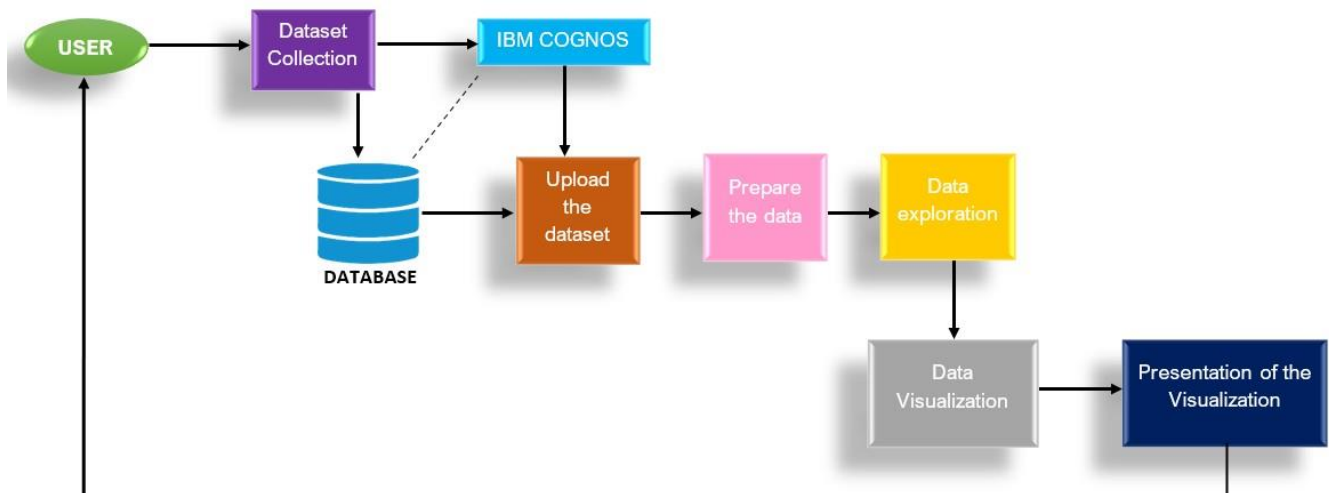 USER
Dataset
Collection
IBM COGNOS
DATABASE
Upload
the
dataset
Prepare
the data
Data
exploration
Data
Visualization
Presentation of the
Visualization